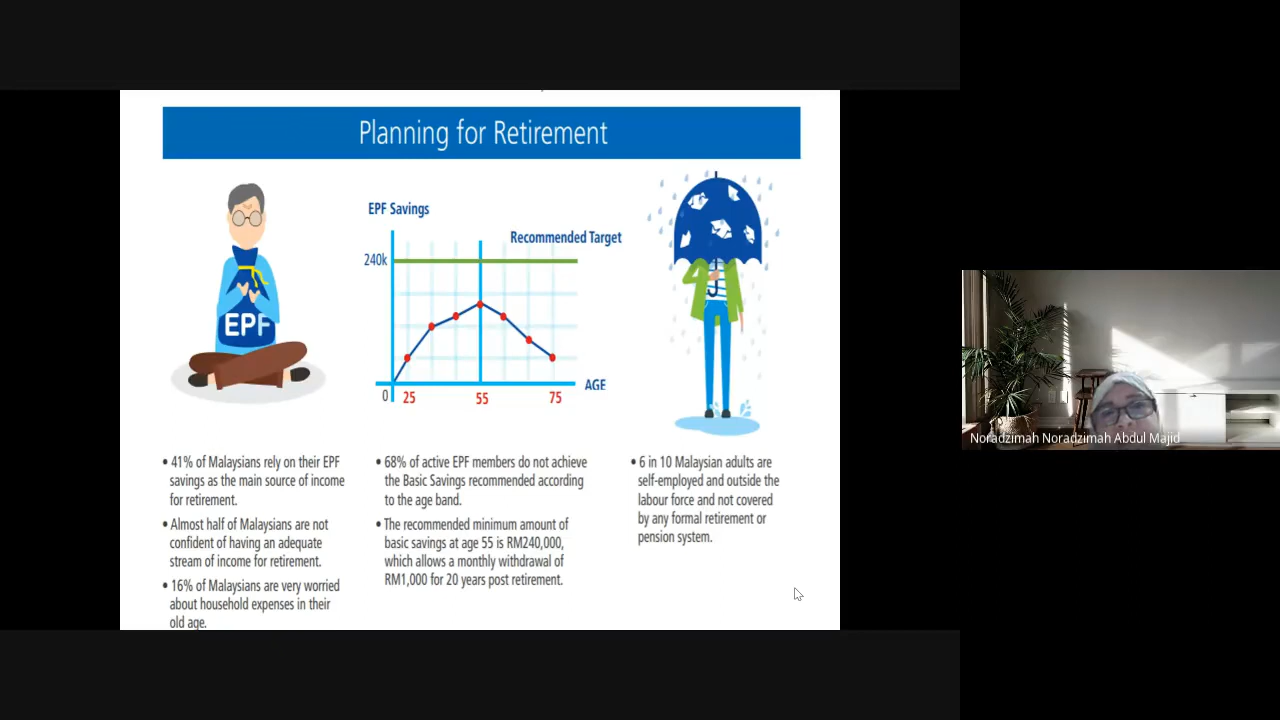 Planning for Retirement
EPF
EPF Savings
Recommended Target
240k
0
25
55
75
AGE
• 41% of Malaysians rely on their EPF
savings as the main source of income
for retirement.
• Almost half of Malaysians are not
confident of having an adequate
stream of income for retirement.
• 16% of Malaysians are very worried
about household expenses in their
old age.
• 68% of active EPF members do not achieve
the Basic Savings recommended according
to the age band.
• The recommended minimum amount of
basic savings at age 55 is RM240,000,
which allows a monthly withdrawal of
RM1,000 for 20 years post retirement.
• 6 in 10 Malaysian adults are
self-employed and outside the
labour force and not covered
by any formal retirement or
pension system.
Noradzimah Noradzimah Abdul Majid